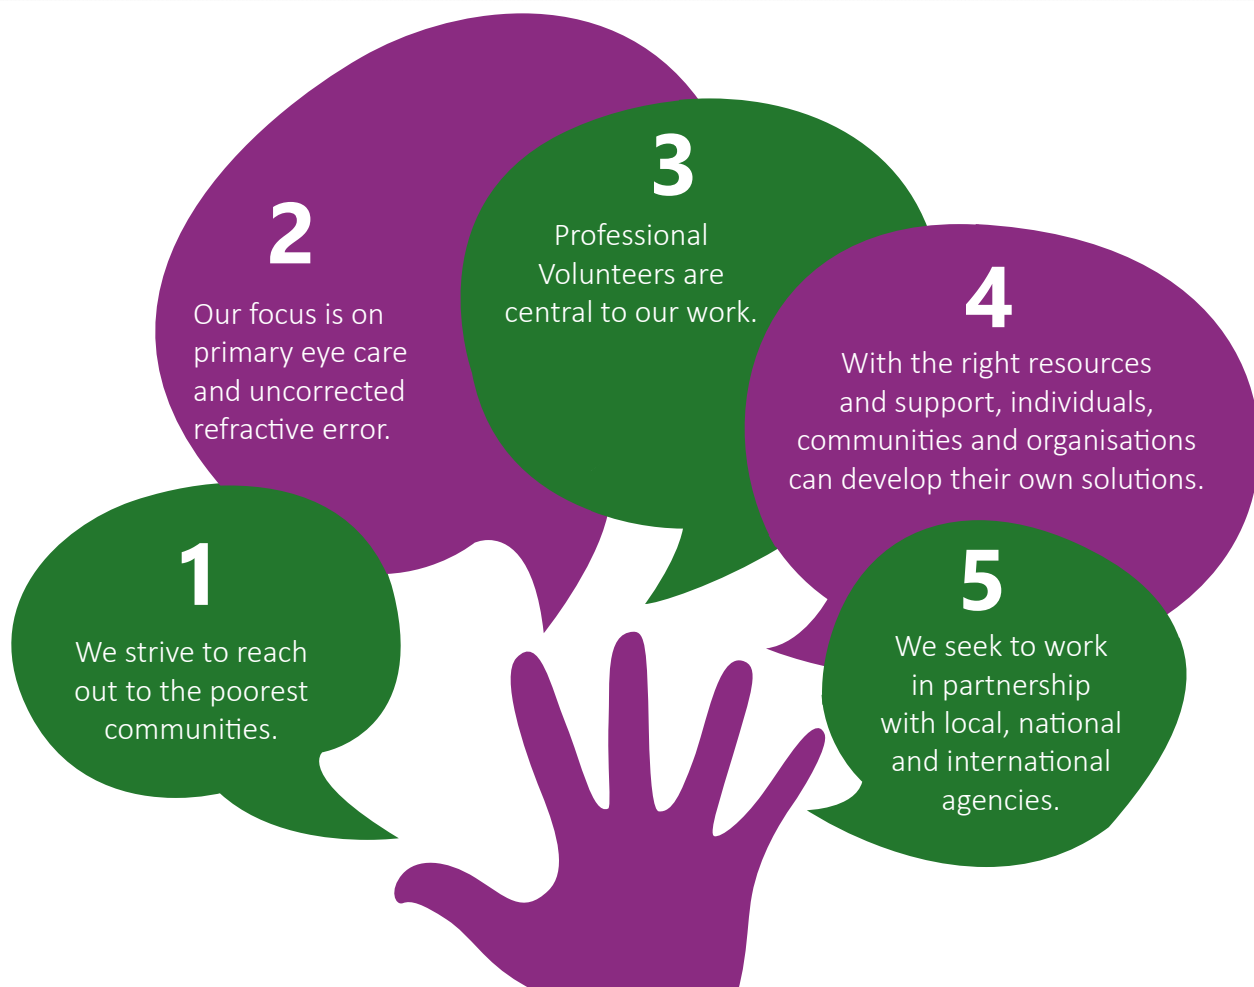 1
We strive to reach
out to the poorest
communities.
2
Our focus is on
primary eye care
and uncorrected
refractive error.
3
Professional
Volunteers are
central to our work.
4
With the right resources
and support, individuals,
communities and organisations
can develop their own solutions.
5
We seek to work
in partnership
with local, national
and international
agencies.